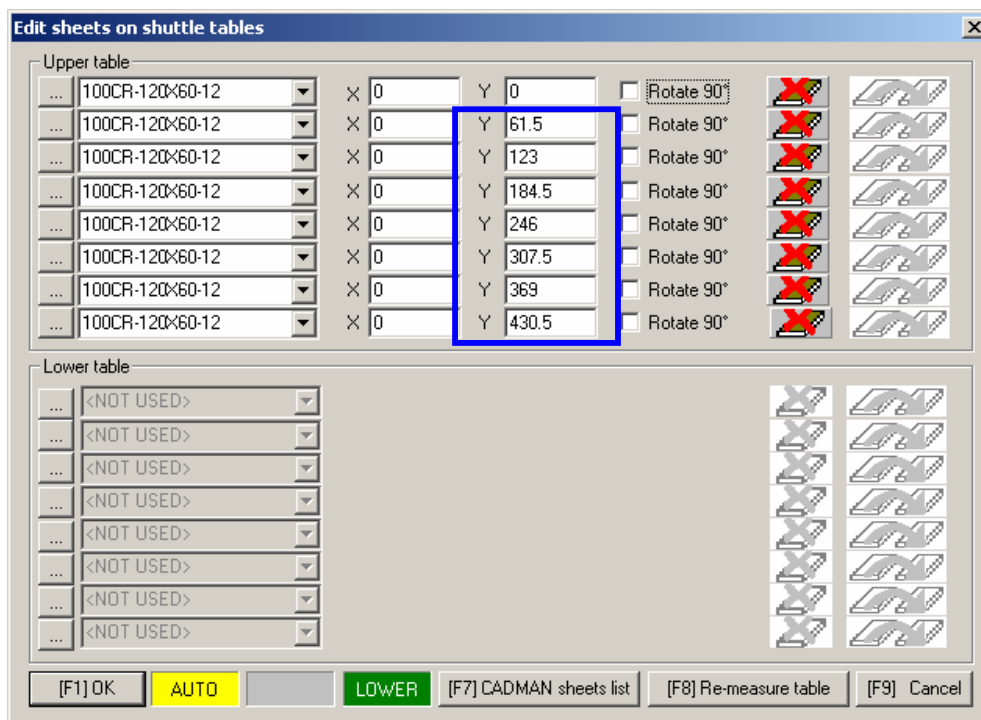 Edit sheets on shuttle tables
Upper table
... 100CR-120X60-12 X 0 Y 0 Rotate 90°
... 100CR-120X60-12 X 0 Y 61.5 Rotate 90°
... 100CR-120X60-12 X 0 Y 123 Rotate 90°
... 100CR-120X60-12 X 0 Y 184.5 Rotate 90°
... 100CR-120X60-12 X 0 Y 246 Rotate 90°
... 100CR-120X60-12 X 0 Y 307.5 Rotate 90°
... 100CR-120X60-12 X 0 Y 369 Rotate 90°
... 100CR-120X60-12 X 0 Y 430.5 Rotate 90°
Lower table
... <NOT USED>
... <NOT USED>
... <NOT USED>
... <NOT USED>
... <NOT USED>
... <NOT USED>
... <NOT USED>
... <NOT USED>
[F1] OK AUTO LOWER [F7] CADMAN sheets list [F8] Re-measure table [F9] Cancel